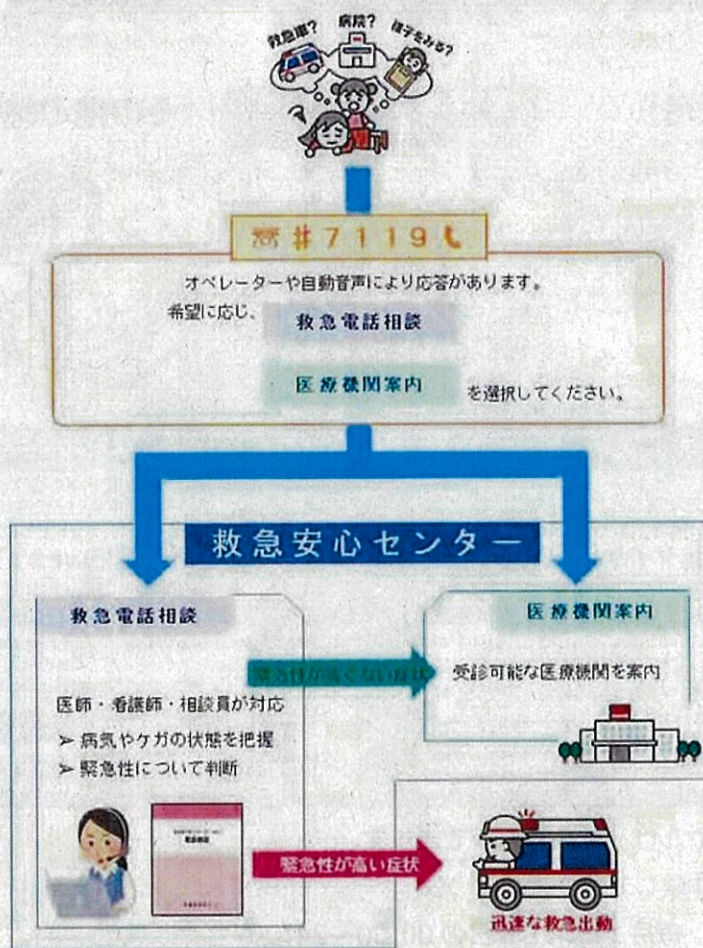 救急車?
病院?
様子をみる?
#7119
オペレーターや自動音声により応答があります。
希望に応じ、
救急電話相談
医療機関案内
を選択してください。
救急安心センター
救急電話相談
医療機関案内
緊急性が高くない症状
受診可能な医療機関を案内
医師・看護師・相談員が対応
➤ 病気やケガの状態を把握
➤ 緊急性について判断
緊急性が高い症状
迅速な救急出動